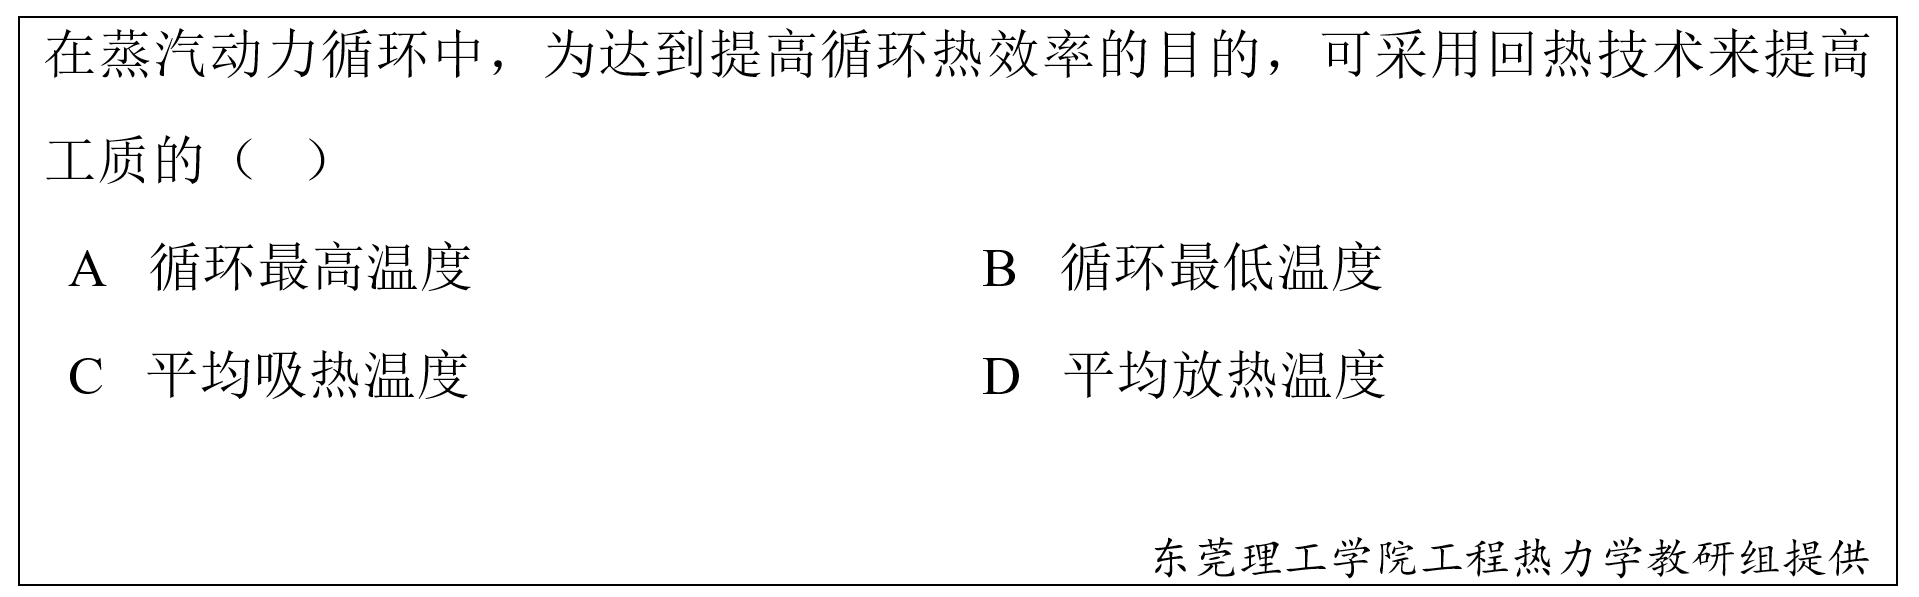 在蒸汽动力循环中，为达到提高循环热效率的目的，可采用回热技术来提高
工质的（ ）
A 循环最高温度 B 循环最低温度
C 平均吸热温度 D 平均放热温度
东莞理工学院工程热力学教研组提供